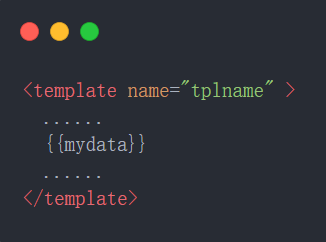 <template name="tplname" >
......
{{mydata}}
......
</template>